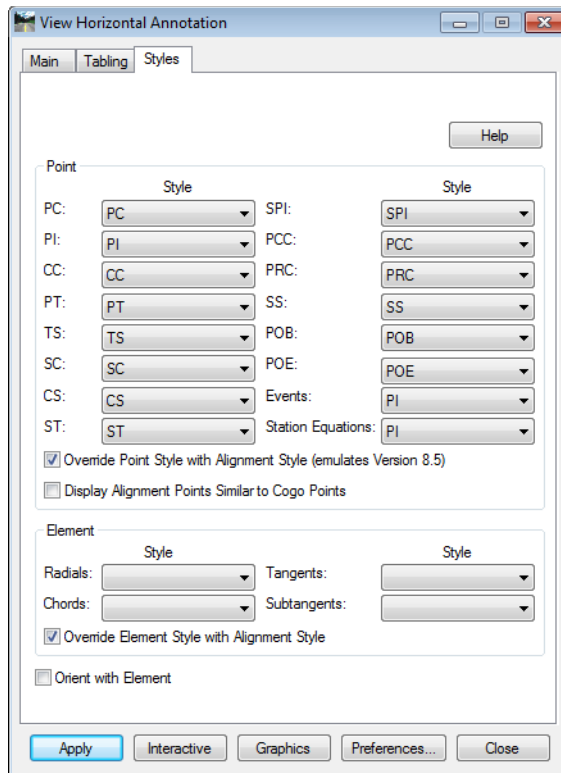 View Horizontal Annotation
Main Tabling Styles
Help
Point
Style Style
PC: PC SPI: SPI
PI: PI PCC: PCC
CC: CC PRC: PRC
PT: PT SS: SS
TS: TS POB: POB
SC: SC POE: POE
CS: CS Events: PI
ST: ST Station Equations: PI
Override Point Style with Alignment Style (emulates Version 8.5)
Display Alignment Points Similar to Cogo Points
Element
Style Style
Radials: Tangents:
Chords: Subtangents:
Override Element Style with Alignment Style
Orient with Element
Apply Interactive Graphics Preferences... Close